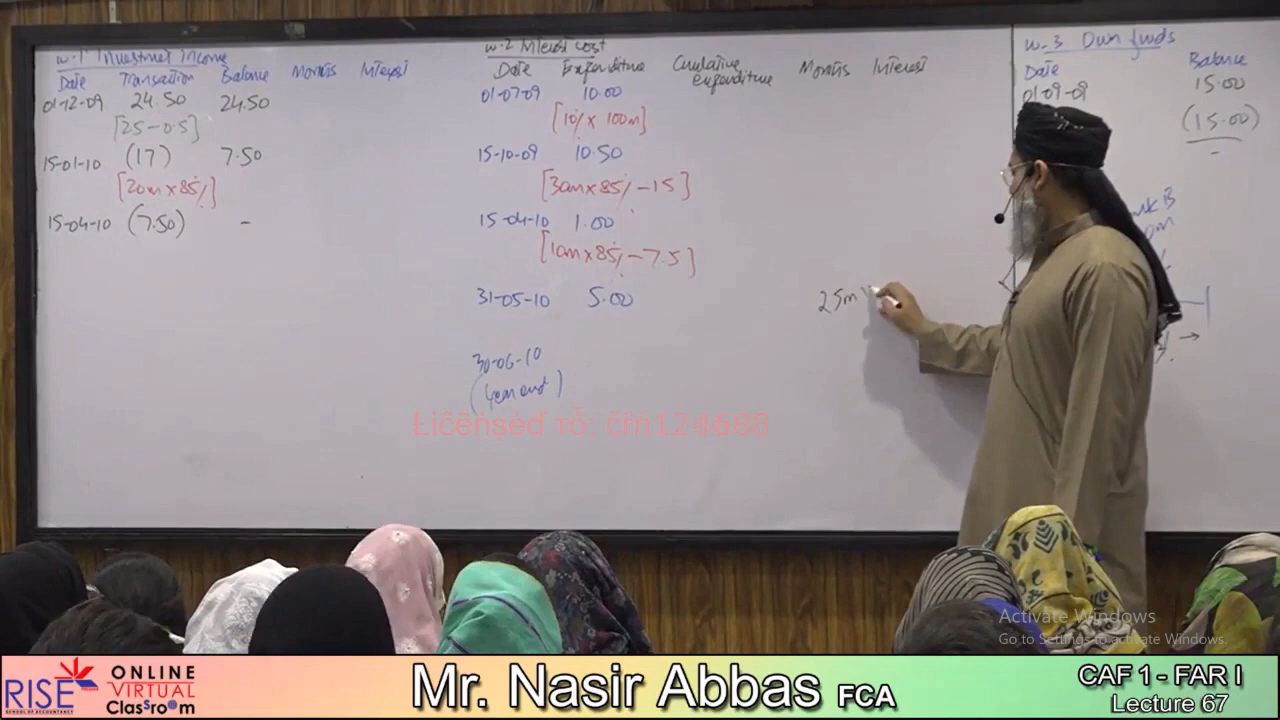 w-1 Investment income
Date Transaction Balance Months Interest
01-12-09 24.50 24.50
[25-0.5]
15-01-10 (17) 7.50
[20m x 85%]
15-04-10 (7.50) -
w-2 Interest cost
Date Expenditure Cumulative expenditure Months Interest
01-07-09 10.00
[10% x 100m]
15-10-09 10.50
[30m x 85% - 15]
15-04-10 1.00
[10m x 85% - 7.5]
31-05-10 5.00
30-06-10
(Year end)
25m
w-3 Own funds
Date Balance
01-09-09 15.00
(15.00)
-
B
Activate Windows
Go to Settings to activate Windows.
RISE
SCHOOL OF ACCOUNTANCY
ONLINE
VIRTUAL
ClassRoom
Mr. Nasir Abbas FCA
CAF 1 - FAR I
Lecture 67